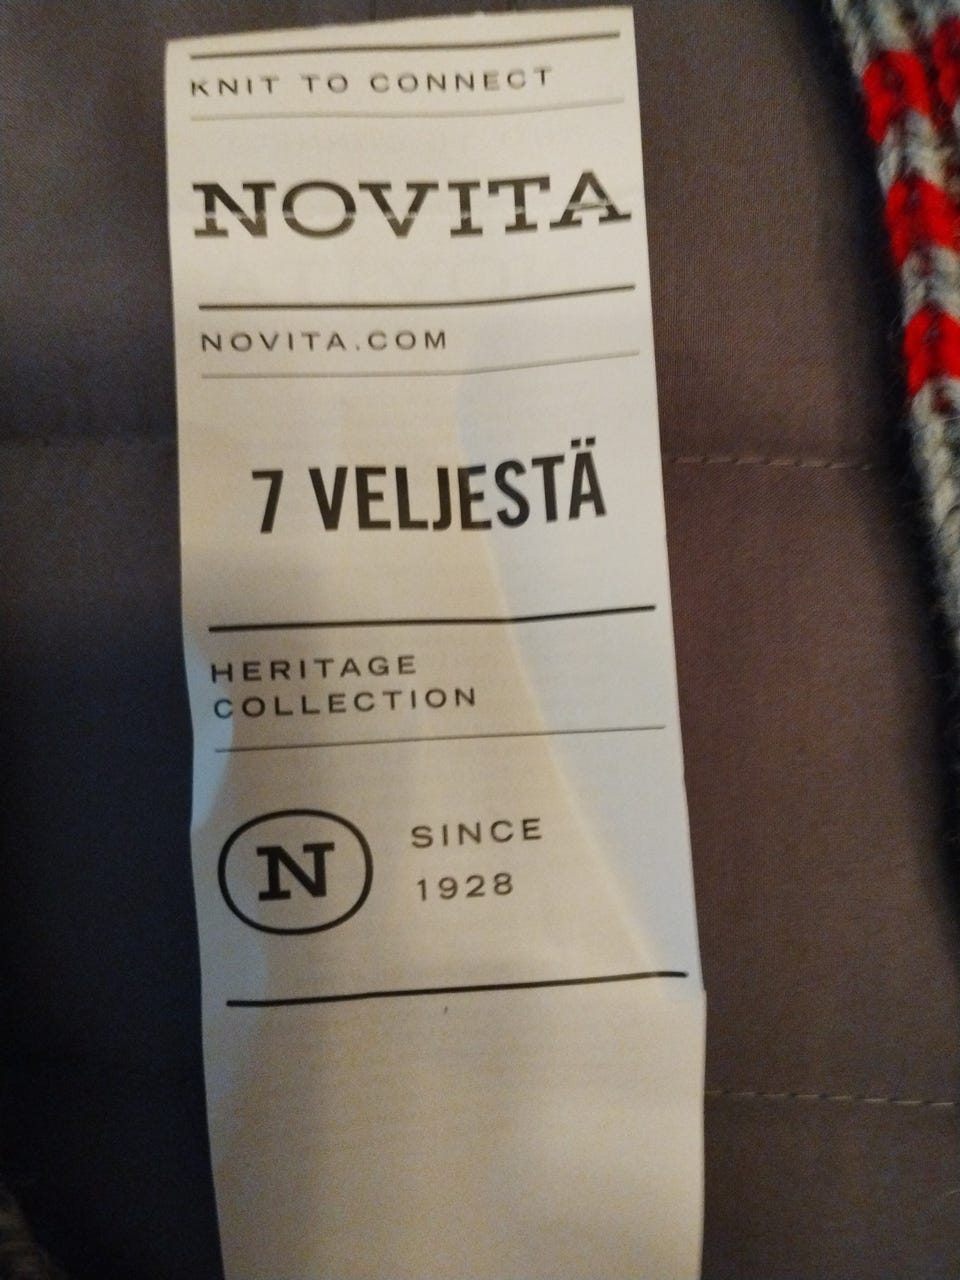 KNIT TO CONNECT
NOVITA
NOVITA.COM
7 VELJESTÄ
HERITAGE
COLLECTION
N
SINCE
1928